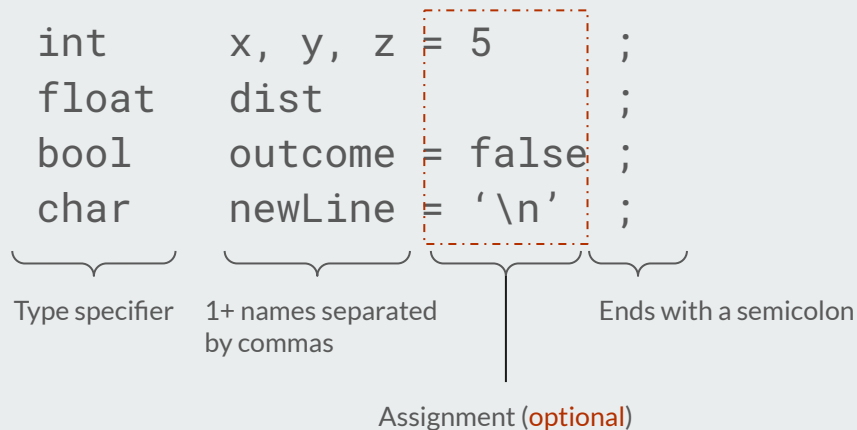 int x, y, z = 5 ;
float dist ;
bool outcome = false ;
char newLine = ‘\n’ ;
Type specifier
1+ names separated
by commas
Ends with a semicolon
Assignment (optional)